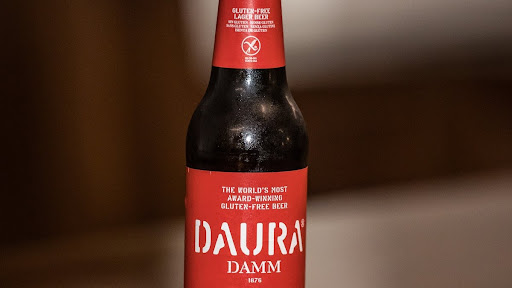 GLUTEN-FREE
LAGER BEER
THE WORLD'S MOST
AWARD-WINNING
GLUTEN-FREE BEER
DAURA®
DAMM
1876